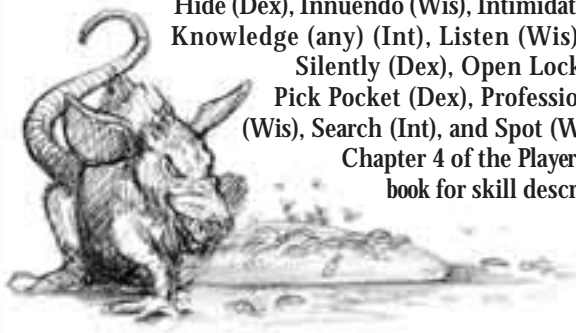 Hide (Dex), Innuendo (Wis), Intimidat
Knowledge (any) (Int), Listen (Wis)
Silently (Dex), Open Lock
Pick Pocket (Dex), Professio
(Wis), Search (Int), and Spot (W
Chapter 4 of the Player
book for skill descr